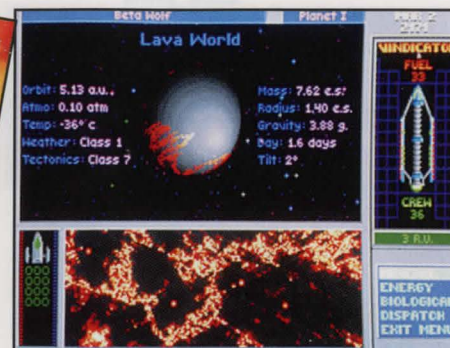 Beta Wolf
Planet I
Lava World
Orbit: 5.13 a.u.
Atmo: 0.10 atm
Temp: -36° c
Weather: Class 1
Tectonics: Class 7
Mass: 7.62 e.s.
Radius: 1.40 e.s.
Gravity: 3.88 g.
Day: 1.6 days
Tilt: 2°
VINDICATOR
FUEL
33
CREW
36
3 R.U.
ENERGY
BIOLOGICAL
DISPATCH
EXIT MENU